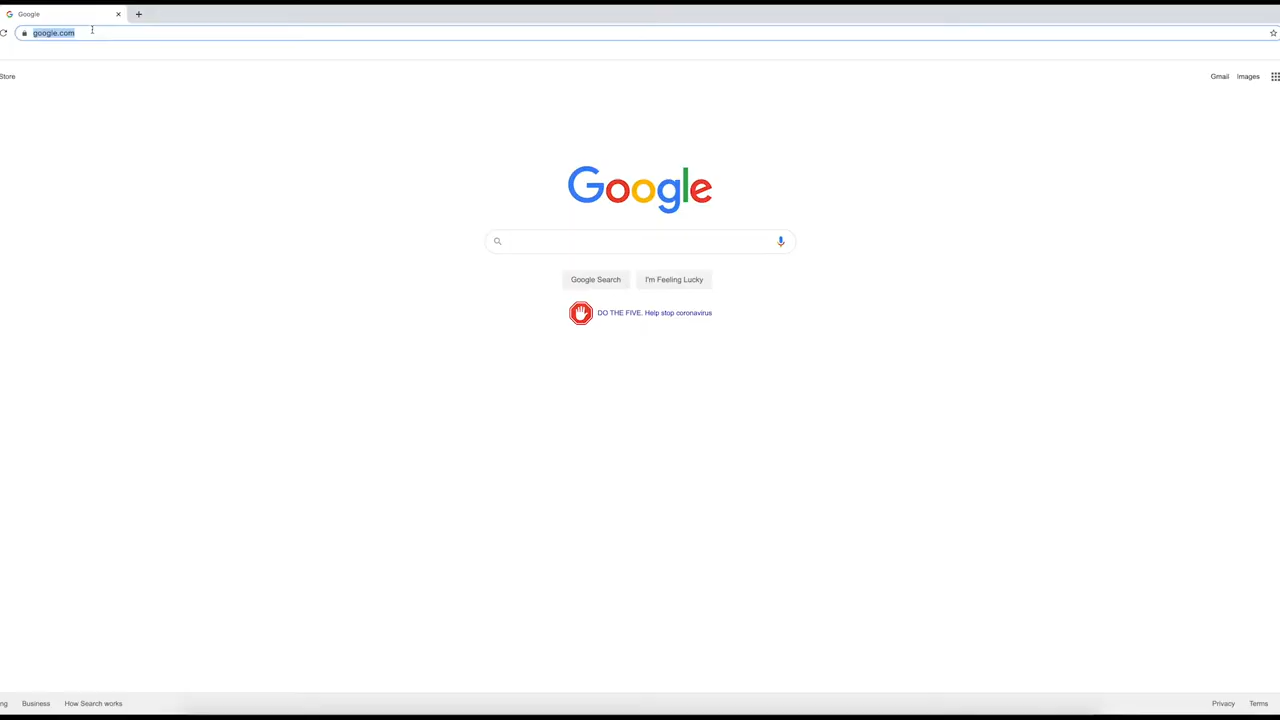 Google
google.com
Store
Gmail Images
Google
Google Search I'm Feeling Lucky
DO THE FIVE. Help stop coronavirus
ng Business How Search works
Privacy Terms